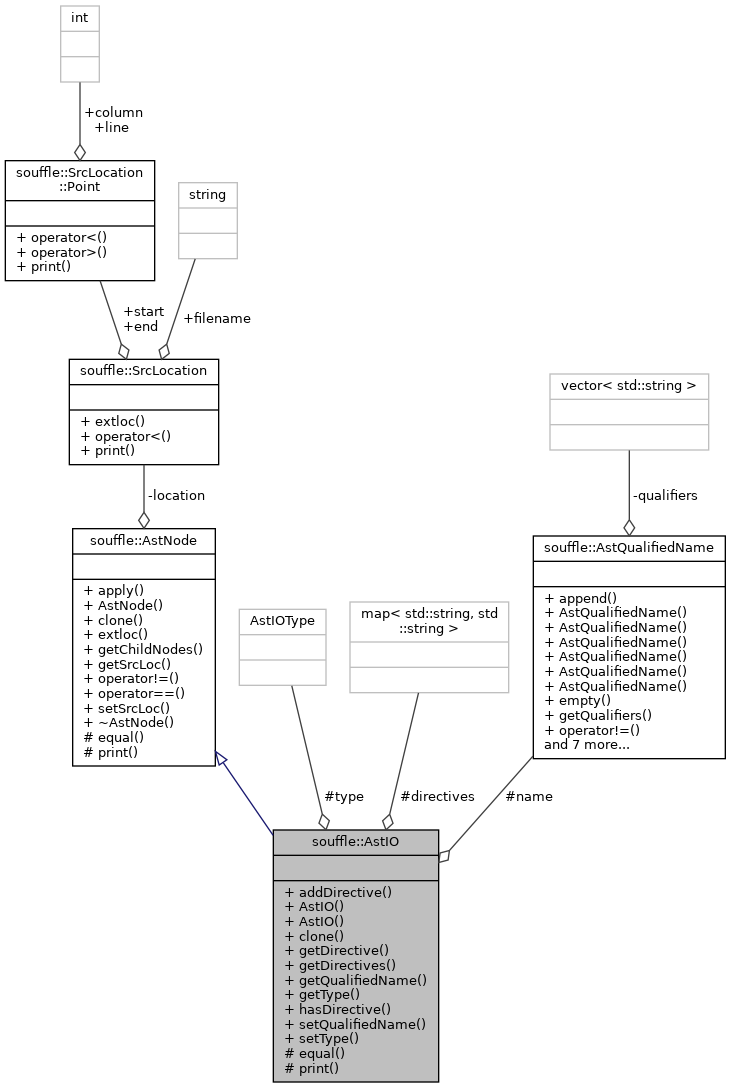 int
+column
+line
souffle::SrcLocation
::Point
+ operator<()
+ operator>()
+ print()
string
+start
+end
+filename
souffle::SrcLocation
+ extloc()
+ operator<()
+ print()
vector< std::string >
-location
-qualifiers
souffle::AstNode
+ apply()
+ AstNode()
+ clone()
+ extloc()
+ getChildNodes()
+ getSrcLoc()
+ operator!=()
+ operator==()
+ setSrcLoc()
+ ~AstNode()
# equal()
# print()
AstIOType
map< std::string, std
::string >
souffle::AstQualifiedName
+ append()
+ AstQualifiedName()
+ AstQualifiedName()
+ AstQualifiedName()
+ AstQualifiedName()
+ AstQualifiedName()
+ AstQualifiedName()
+ empty()
+ getQualifiers()
+ operator!=()
and 7 more...
#type
#directives
#name
souffle::AstIO
+ addDirective()
+ AstIO()
+ AstIO()
+ clone()
+ getDirective()
+ getDirectives()
+ getQualifiedName()
+ getType()
+ hasDirective()
+ setQualifiedName()
+ setType()
# equal()
# print()